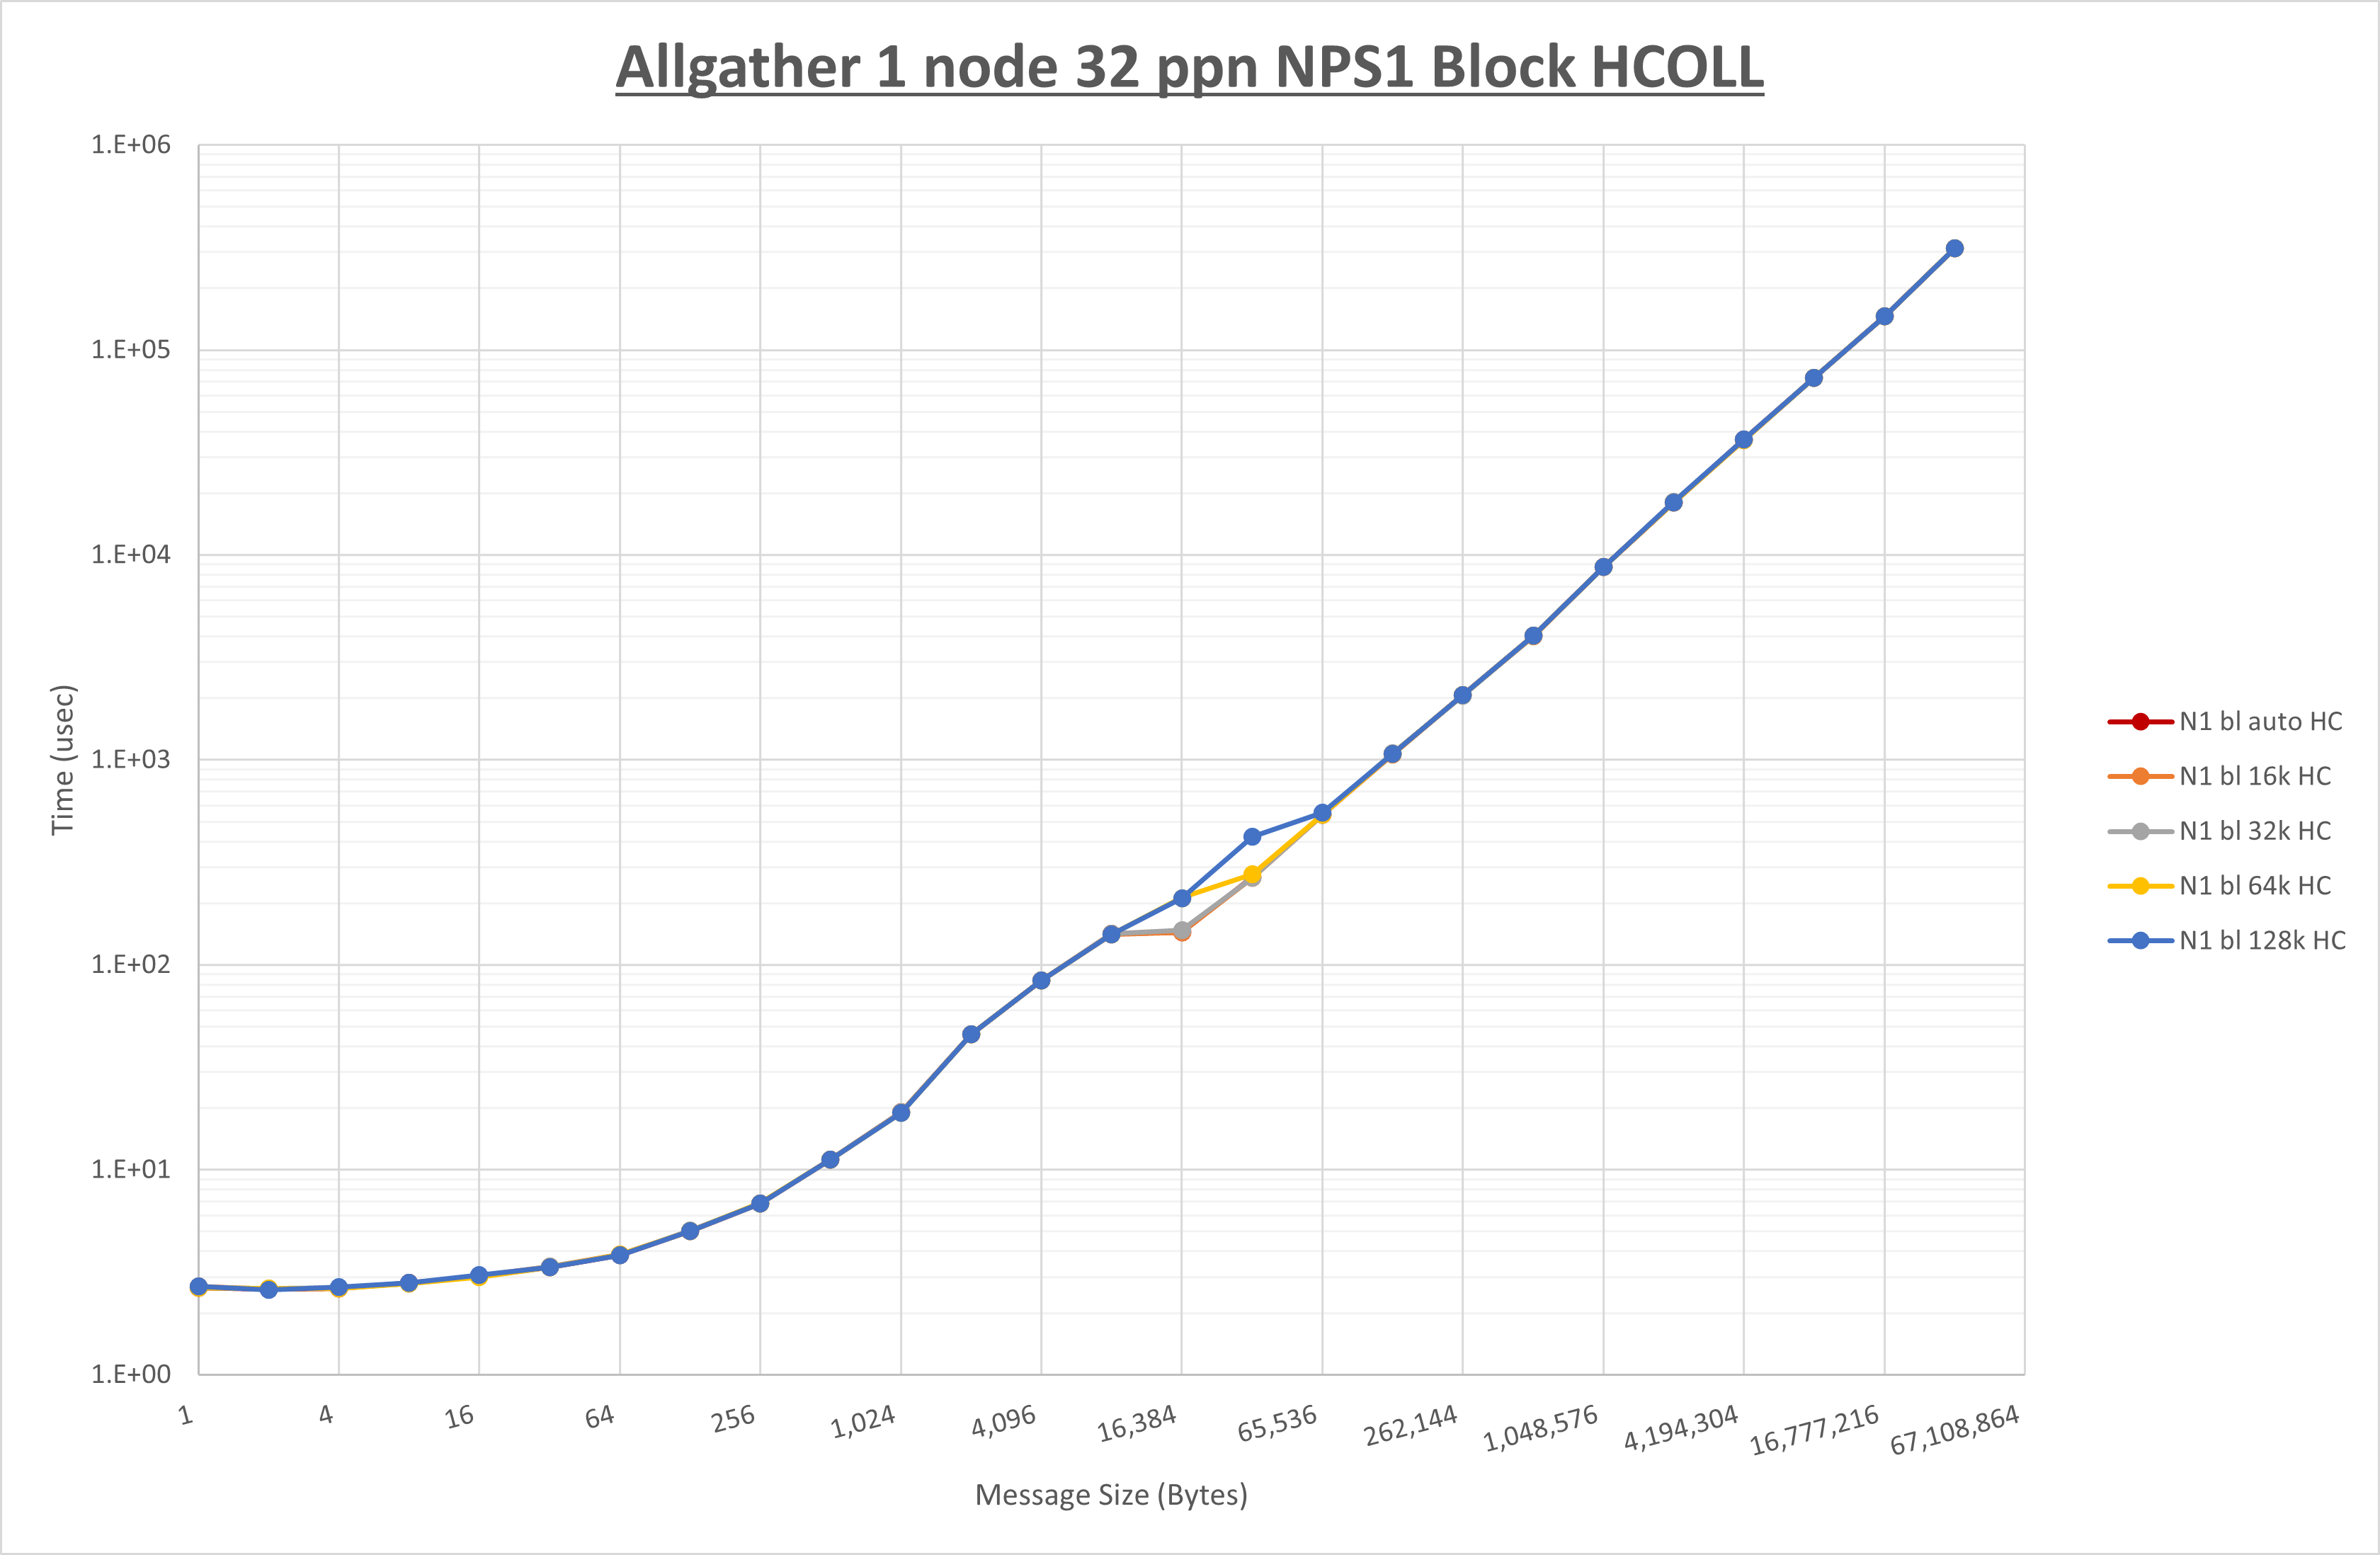 Allgather 1 node 32 ppn NPS1 Block HCOLL
1.E+06
1.E+05
1.E+04
1.E+03
1.E+02
1.E+01
1.E+00
Time (usec)
1 4 16 64 256 1,024 4,096 16,384 65,536 262,144 1,048,576 4,194,304 16,777,216 67,108,864
Message Size (Bytes)
N1 bl auto HC
N1 bl 16k HC
N1 bl 32k HC
N1 bl 64k HC
N1 bl 128k HC